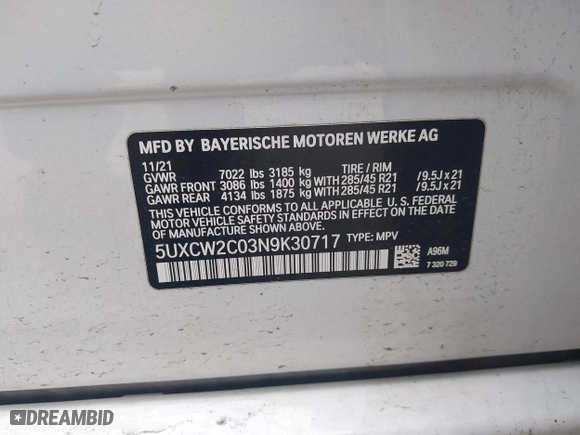 MFD BY BAYERISCHE MOTOREN WERKE AG
11/21 TIRE / RIM
GVWR 7022 lbs 3185 kg
GAWR FRONT 3086 lbs 1400 kg WITH 285/45 R21 / 9.5J x 21
GAWR REAR 4134 lbs 1875 kg WITH 285/45 R21 / 9.5J x 21
THIS VEHICLE CONFORMS TO ALL APPLICABLE U. S. FEDERAL
MOTOR VEHICLE SAFETY STANDARDS IN EFFECT ON THE
DATE OF MANUFACTURE SHOWN ABOVE.
5UXCW2C03N9K30717 TYPE: MPV
A96M
7 320 729
DREAMBID